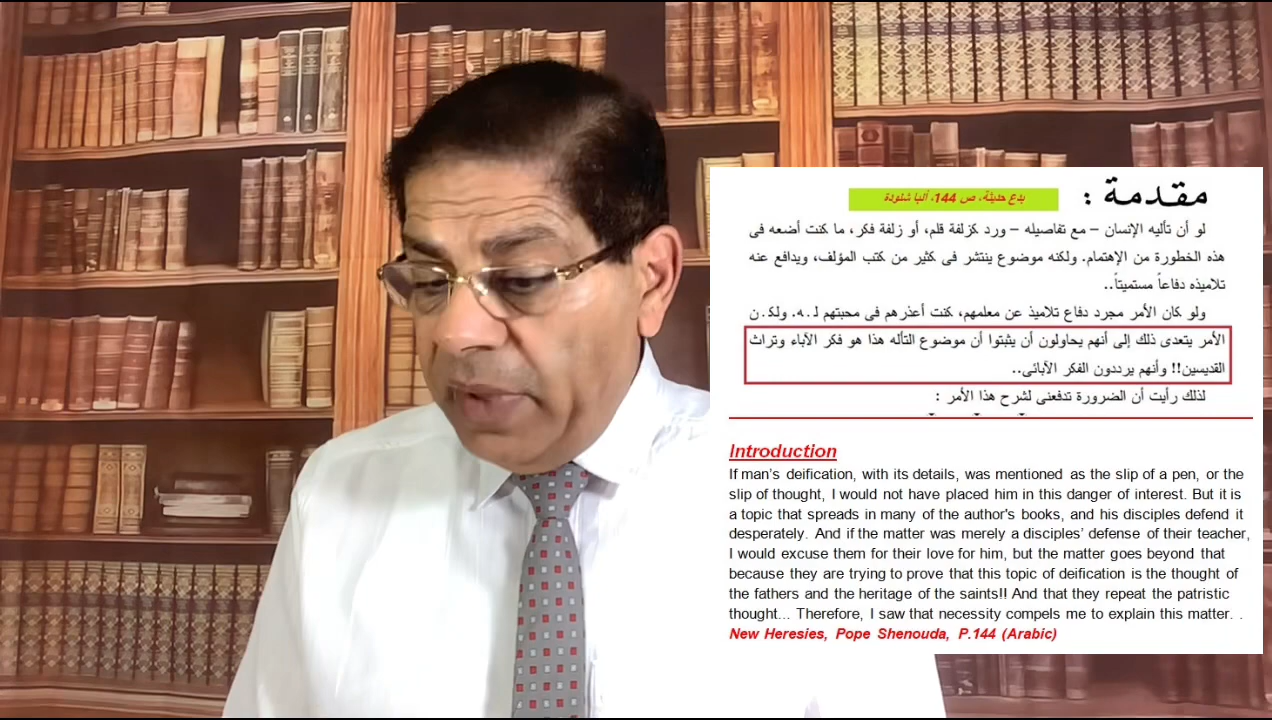 مقدمة :
بدع حديثة، ص 144، ألبا شنودة
لو أن تأليه الإنسان – مع تفاصيله – ورد كزلفة قلم، أو زلفة فكر، ما كنت أضعه فى
هذه الخطورة من الإهتمام. ولكنه موضوع ينتشر فى كثير من كتب المؤلف، ويدافع عنه
تلاميذه دفاعاً مستميتاً..
ولو كان الأمر مجرد دفاع تلاميذ عن معلمهم، كنت أعذرهم فى محبتهم لـه. ولكـن
الأمر يتعدى ذلك إلى أنهم يحاولون أن يثبتوا أن موضوع التأله هذا هو فكر الآباء وتراث
القديسين!! وأنهم يرددون الفكر الآبائى..
لذلك رأيت أن الضرورة تدفعنى لشرح هذا الأمر :
Introduction
If man's deification, with its details, was mentioned as the slip of a pen, or the
slip of thought, I would not have placed him in this danger of interest. But it is
a topic that spreads in many of the author's books, and his disciples defend it
desperately. And if the matter was merely a disciples' defense of their teacher,
I would excuse them for their love for him, but the matter goes beyond that
because they are trying to prove that this topic of deification is the thought of
the fathers and the heritage of the saints!! And that they repeat the patristic
thought... Therefore, I saw that necessity compels me to explain this matter. .
New Heresies, Pope Shenouda, P.144 (Arabic)